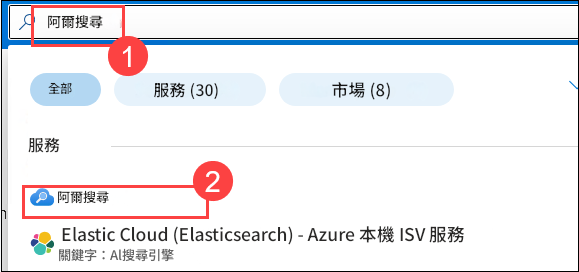 阿爾搜尋
1
全部
服務 (30)
市場 (8)
服務
2
阿爾搜尋
Elastic Cloud (Elasticsearch) - Azure 本機 ISV 服務
關鍵字：AI搜尋引擎